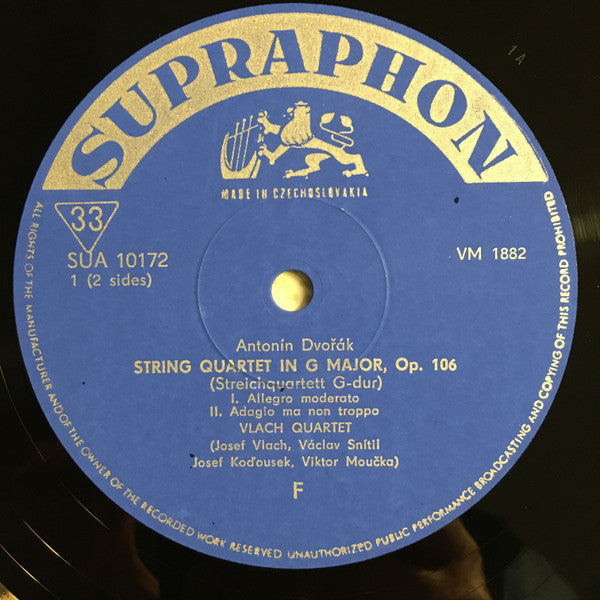 SUPRAPHON
MADE IN CZECHOSLOVAKIA
33
SUA 10172
1 (2 sides)
VM 1882
Antonín Dvořák
STRING QUARTET IN G MAJOR, Op. 106
(Streichquartett G-dur)
I. Allegro moderato
II. Adagio ma non troppo
VLACH QUARTET
(Josef Vlach, Václav Snítil
Josef Koďousek, Viktor Moučka)
F
ALL RIGHTS OF THE MANUFACTURER AND OF THE OWNER OF THE RECORDED WORK RESERVED UNAUTHORIZED PUBLIC PERFORMANCE BROADCASTING AND COPYING OF THIS RECORD PROHIBITED
1 A